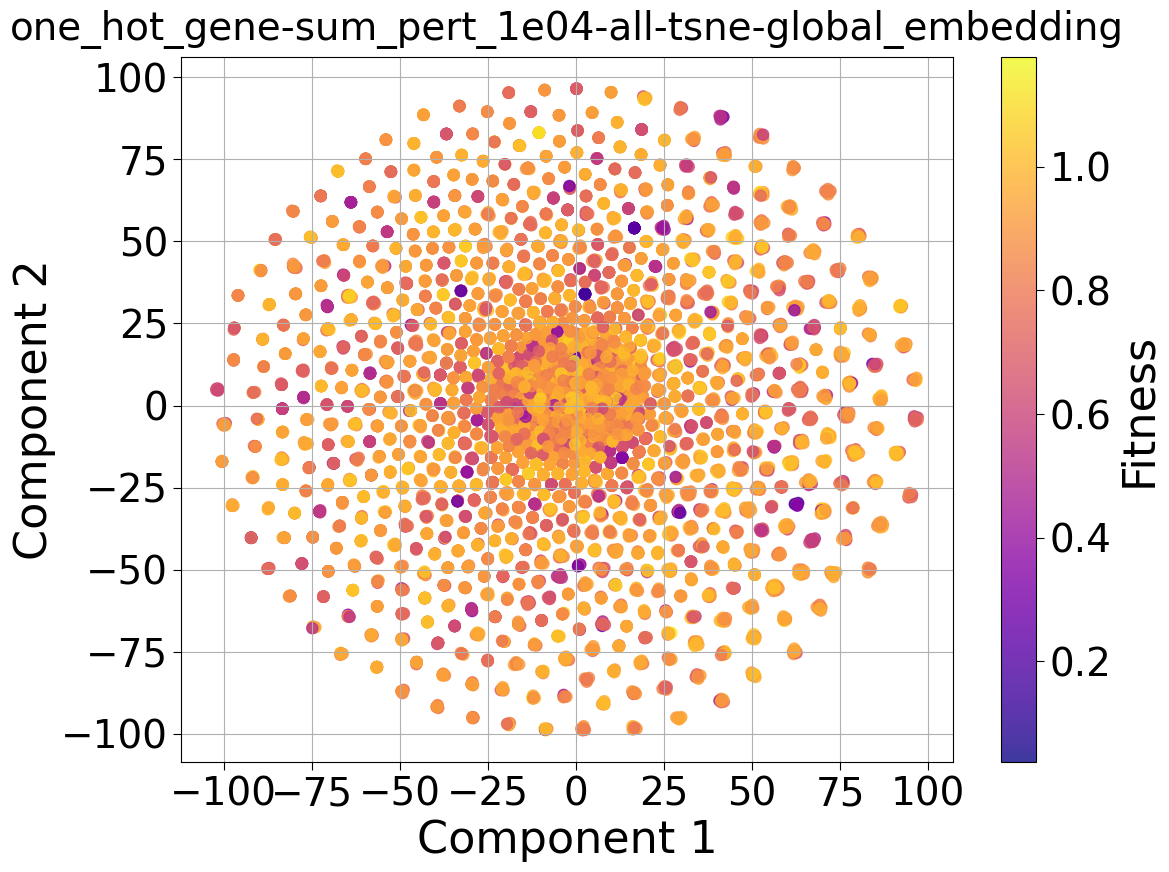 one_hot_gene-sum_pert_1e04-all-tsne-global_embedding
100
75
50
25
0
−25
−50
−75
−100
Component 2
−100 −75 −50 −25 0 25 50 75 100
Component 1
1.0
0.8
0.6
0.4
0.2
Fitness